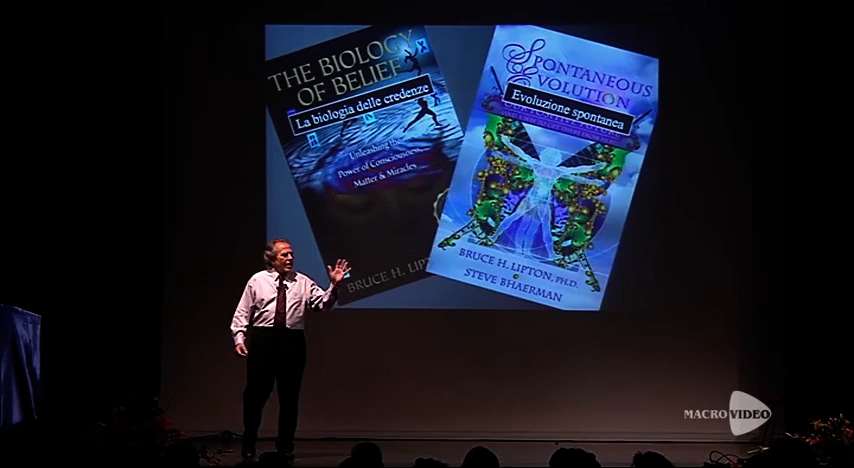 THE BIOLOGY
OF BELIEF
La biologia delle credenze
Unleashing the
Power of Consciousness,
Matter & Miracles
BRUCE H.
SPONTANEOUS
EVOLUTION
Evoluzione spontanea
BRUCE H. LIPTON, PH.D.
STEVE BHAERMAN
MACRO VIDEO